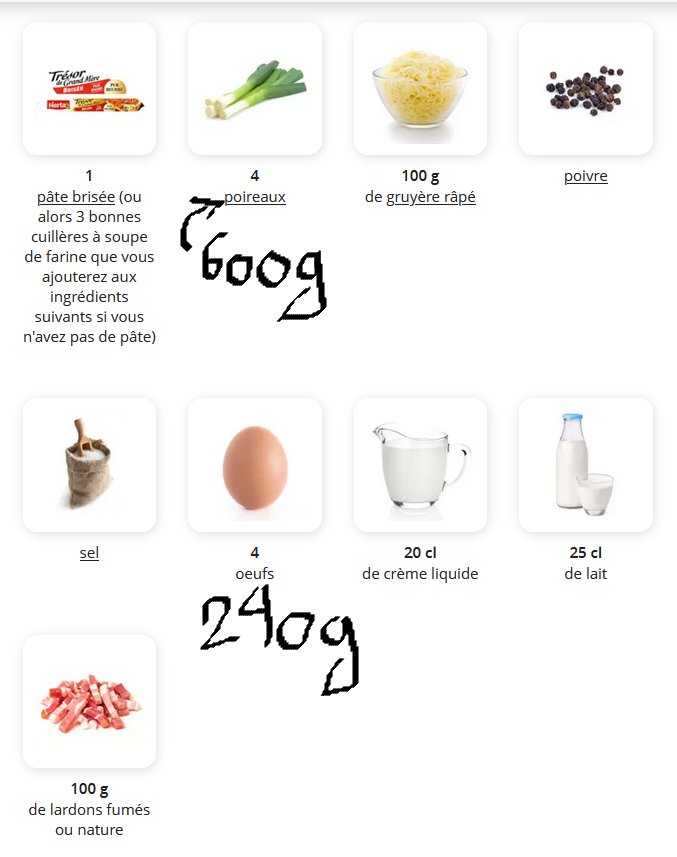 Trésor
de Grand Mère
BRISÉE
PUR BEURRE
Herta
1
pâte brisée (ou
alors 3 bonnes
cuillères à soupe
de farine que vous
ajouterez aux
ingrédients
suivants si vous
n'avez pas de pâte)
4
poireaux
600g
100 g
de gruyère râpé
poivre
sel
4
oeufs
240g
20 cl
de crème liquide
25 cl
de lait
100 g
de lardons fumés
ou nature